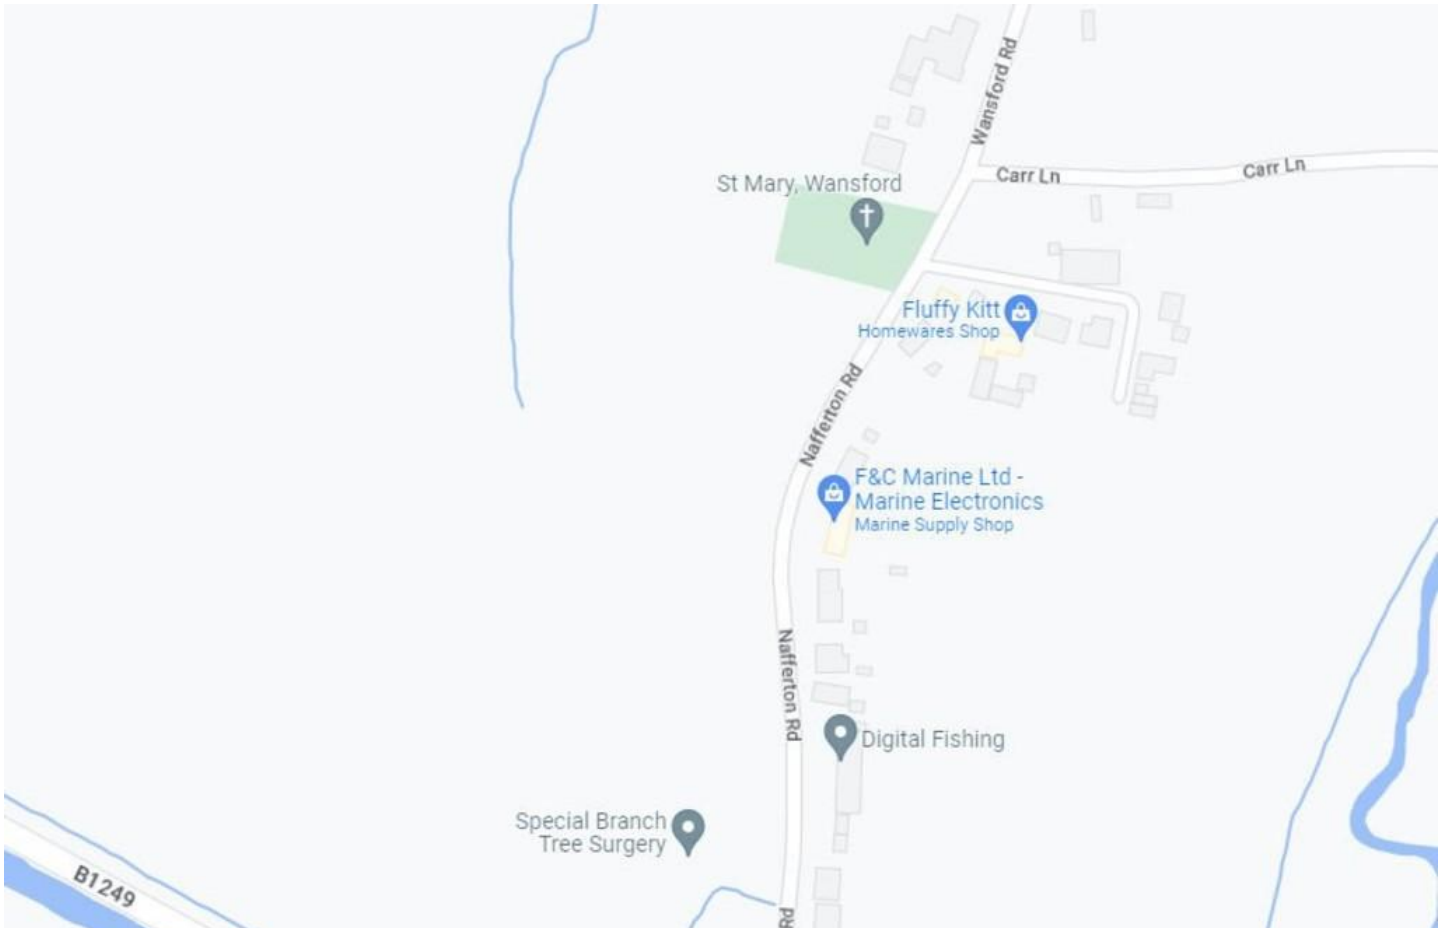 Wansford Rd
Carr Ln
Carr Ln
St Mary, Wansford
Fluffy Kitt
Homewares Shop
Nafferton Rd
F&C Marine Ltd -
Marine Electronics
Marine Supply Shop
Nafferton Rd
Digital Fishing
Special Branch
Tree Surgery
B1249
Rd